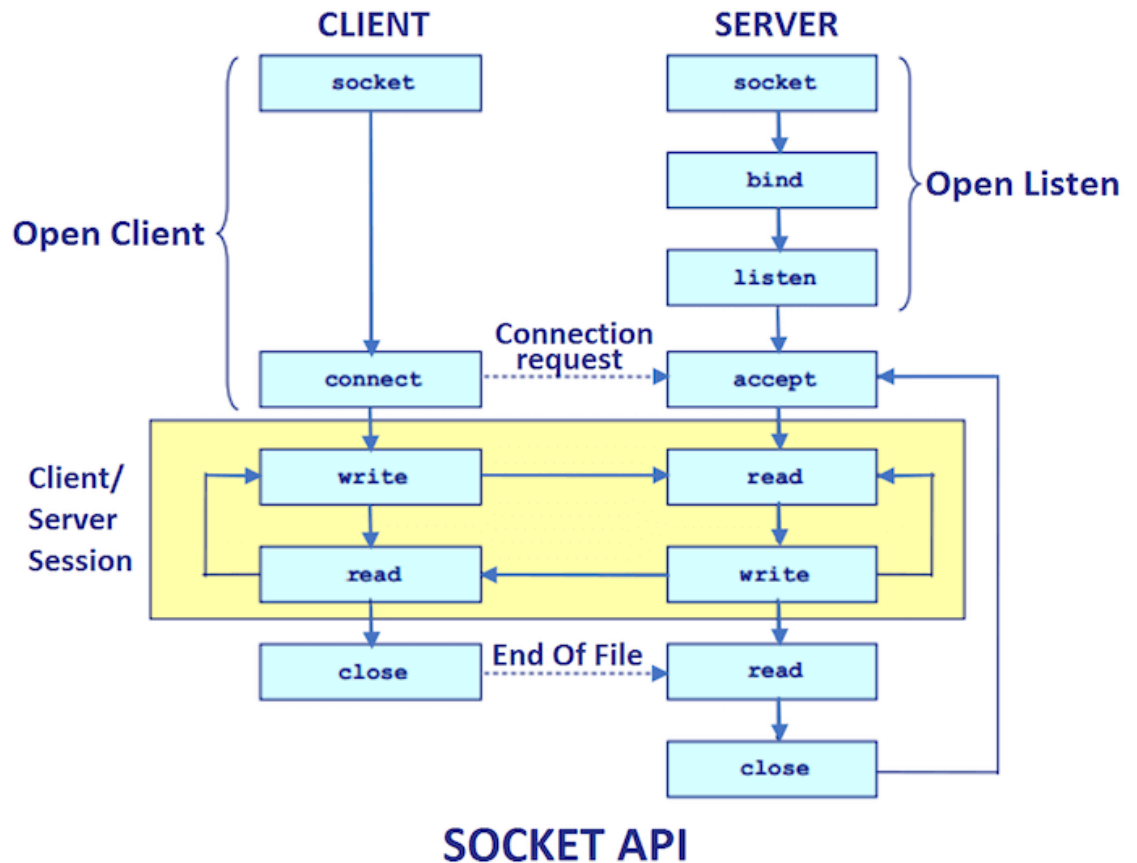 CLIENT
SERVER
socket
socket
bind
Open Client
Open Listen
listen
Connection
request
connect
accept
Client/
Server
Session
write
read
read
write
close
End Of File
read
close
SOCKET API